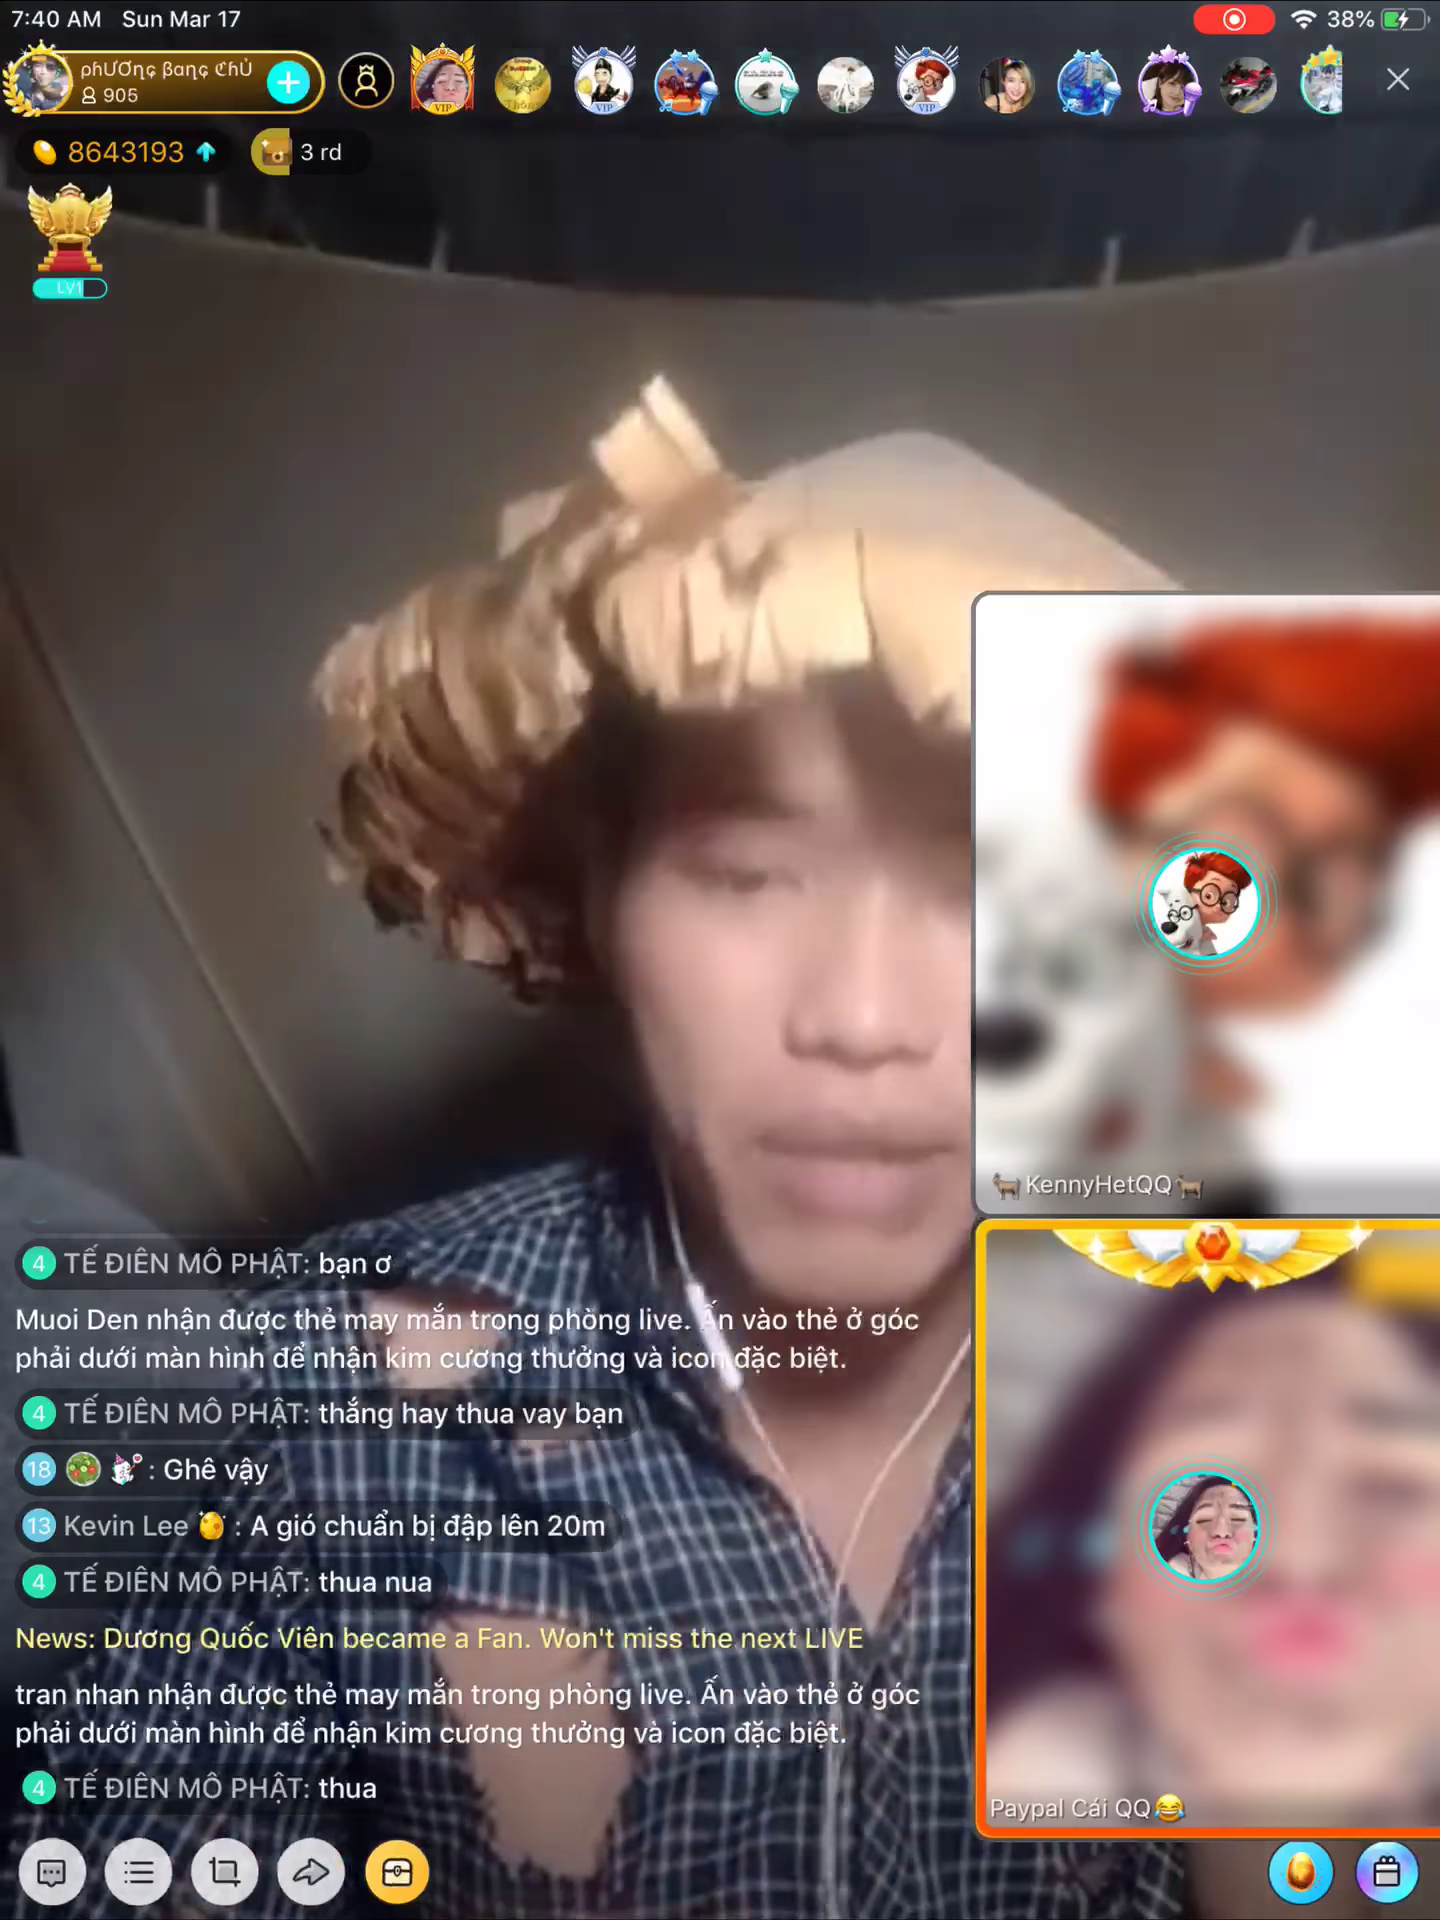 7:40 AM Sun Mar 17
38%
ρhƯƠηɢ βαηɢ ℭhỦ
905
VIP
VIP
VIP
8643193
3 rd
LV1
KennyHetQQ
4 TẾ ĐIÊN MÔ PHẬT: bạn ơ
Muoi Den nhận được thẻ may mắn trong phòng live. Ấn vào thẻ ở góc
phải dưới màn hình để nhận kim cương thưởng và icon đặc biệt.
4 TẾ ĐIÊN MÔ PHẬT: thắng hay thua vay bạn
18 : Ghê vậy
13 Kevin Lee : A gió chuẩn bị đập lên 20m
4 TẾ ĐIÊN MÔ PHẬT: thua nua
News: Dương Quốc Viên became a Fan. Won't miss the next LIVE
tran nhan nhận được thẻ may mắn trong phòng live. Ấn vào thẻ ở góc
phải dưới màn hình để nhận kim cương thưởng và icon đặc biệt.
4 TẾ ĐIÊN MÔ PHẬT: thua
Paypal Cái QQ😂